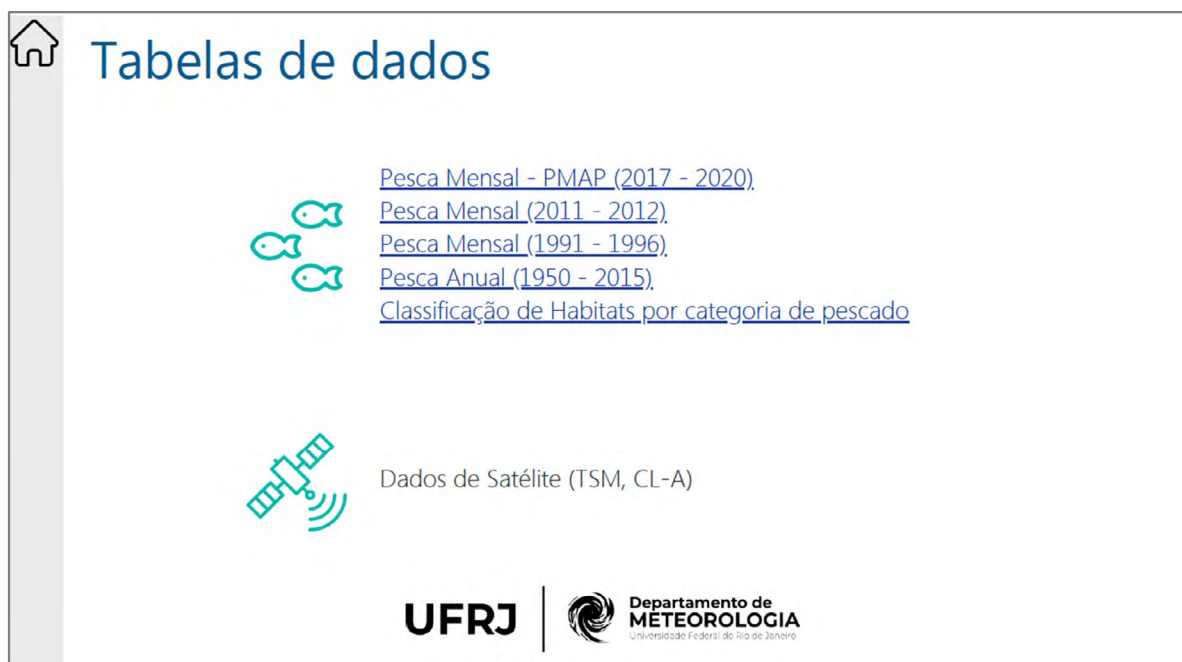 Tabelas de dados
Pesca Mensal - PMAP (2017 - 2020)
Pesca Mensal (2011 - 2012)
Pesca Mensal (1991 - 1996)
Pesca Anual (1950 - 2015)
Classificação de Habitats por categoria de pescado
Dados de Satélite (TSM, CL-A)
UFRJ
Departamento de
METEOROLOGIA
Universidade Federal do Rio de Janeiro